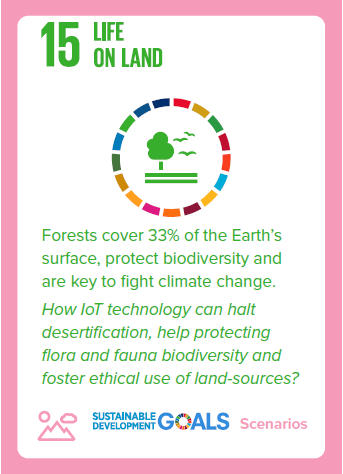 15 LIFE
ON LAND
Forests cover 33% of the Earth's
surface, protect biodiversity and
are key to fight climate change.
How IoT technology can halt
desertification, help protecting
flora and fauna biodiversity and
foster ethical use of land-sources?
SUSTAINABLE
DEVELOPMENT GOALS Scenarios